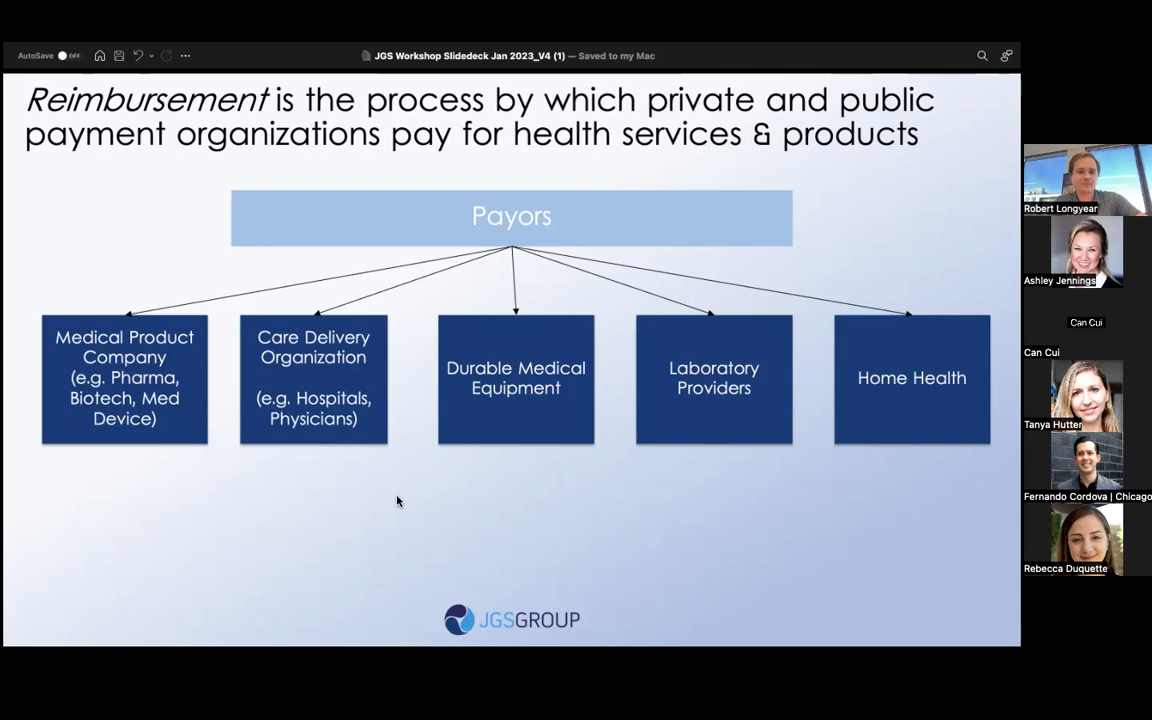 AutoSave OFF
JGS Workshop Slidedeck Jan 2023_V4 (1) — Saved to my Mac
Reimbursement is the process by which private and public
payment organizations pay for health services & products
Payors
Medical Product
Company
(e.g. Pharma,
Biotech, Med
Device)
Care Delivery
Organization
(e.g. Hospitals,
Physicians)
Durable Medical
Equipment
Laboratory
Providers
Home Health
JGSGROUP
Robert Longyear
Ashley Jennings
Can Cui
Can Cui
Tanya Hutter
Fernando Cordova | Chicago
Rebecca Duquette